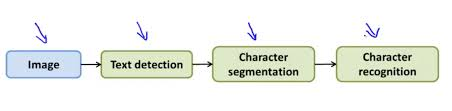 Image
Text detection
Character
segmentation
Character
recognition